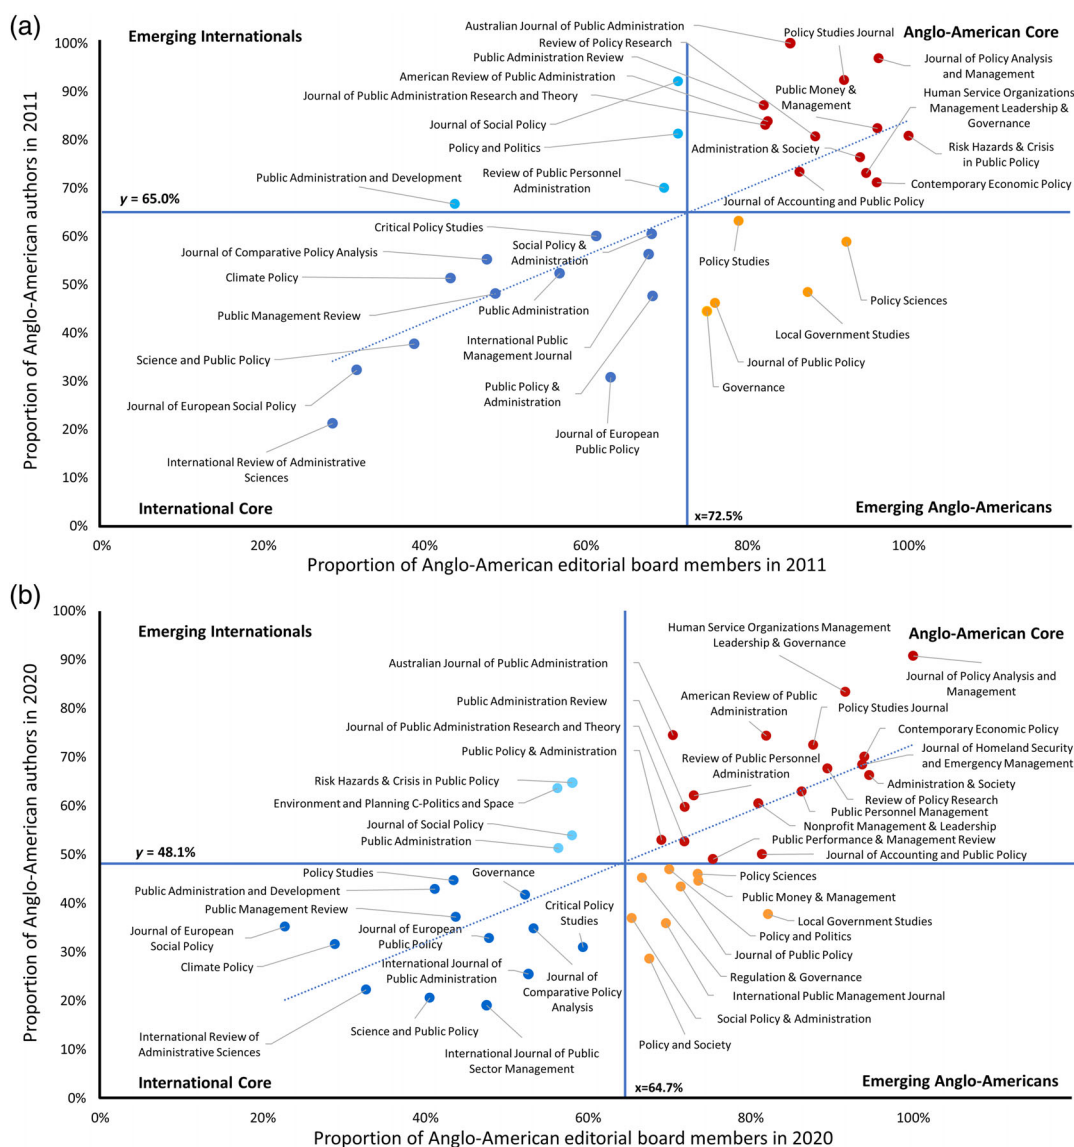 (a)
Emerging Internationals
Anglo-American Core
Australian Journal of Public Administration
Review of Policy Research
Public Administration Review
American Review of Public Administration
Journal of Public Administration Research and Theory
Journal of Social Policy
Policy and Politics
Public Administration and Development
Review of Public Personnel
Administration
Policy Studies Journal
Journal of Policy Analysis
and Management
Public Money &
Management
Human Service Organizations
Management Leadership &
Governance
Administration & Society
Risk Hazards & Crisis
in Public Policy
Contemporary Economic Policy
Journal of Accounting and Public Policy
y = 65.0%
Critical Policy Studies
Journal of Comparative Policy Analysis
Social Policy &
Administration
Climate Policy
Public Management Review
Public Administration
Science and Public Policy
International Public
Management Journal
Journal of European Social Policy
Public Policy &
Administration
Journal of European
Public Policy
International Review of Administrative
Sciences
Policy Studies
Policy Sciences
Local Government Studies
Journal of Public Policy
Governance
International Core
x=72.5%
Emerging Anglo-Americans
100%
90%
80%
70%
60%
50%
40%
30%
20%
10%
0%
Proportion of Anglo-American authors in 2011
0%
20%
40%
60%
80%
100%
Proportion of Anglo-American editorial board members in 2011
(b)
Emerging Internationals
Anglo-American Core
Human Service Organizations Management
Leadership & Governance
Australian Journal of Public Administration
Journal of Policy Analysis and
Management
Public Administration Review
American Review of Public
Administration
Policy Studies Journal
Journal of Public Administration Research and Theory
Contemporary Economic Policy
Public Policy & Administration
Journal of Homeland Security
and Emergency Management
Review of Public Personnel
Administration
Risk Hazards & Crisis in Public Policy
Administration & Society
Environment and Planning C-Politics and Space
Review of Policy Research
Public Personnel Management
Journal of Social Policy
Nonprofit Management & Leadership
Public Administration
Public Performance & Management Review
Journal of Accounting and Public Policy
y = 48.1%
Policy Studies
Governance
Public Administration and Development
Public Management Review
Critical Policy
Studies
Journal of European
Social Policy
Journal of European
Public Policy
Climate Policy
International Journal of
Public Administration
Journal of
Comparative Policy
Analysis
International Review of
Administrative Sciences
Science and Public Policy
International Journal of Public
Sector Management
Policy Sciences
Public Money & Management
Local Government Studies
Policy and Politics
Journal of Public Policy
Regulation & Governance
International Public Management Journal
Social Policy & Administration
Policy and Society
International Core
x=64.7%
Emerging Anglo-Americans
100%
90%
80%
70%
60%
50%
40%
30%
20%
10%
0%
Proportion of Anglo-American authors in 2020
0%
20%
40%
60%
80%
100%
Proportion of Anglo-American editorial board members in 2020